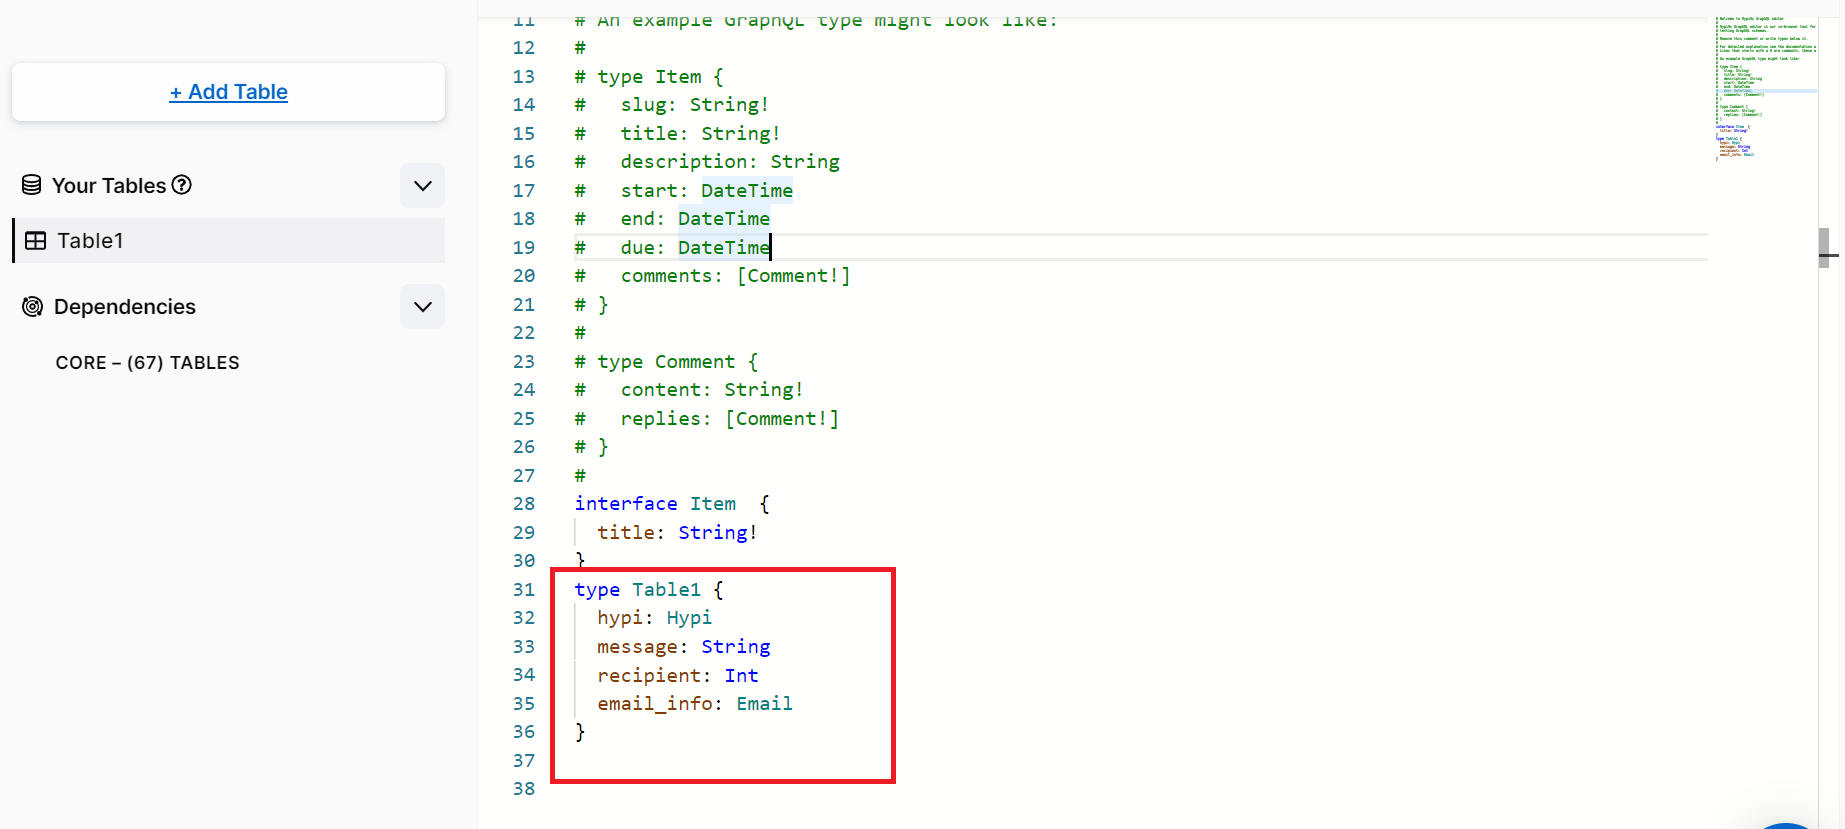 + Add Table
Your Tables
Table1
Dependencies
CORE – (67) TABLES
11 # An example GraphQL type might look like:
12 #
13 # type Item {
14 #   slug: String!
15 #   title: String!
16 #   description: String
17 #   start: DateTime
18 #   end: DateTime
19 #   due: DateTime
20 #   comments: [Comment!]
21 # }
22 #
23 # type Comment {
24 #   content: String!
25 #   replies: [Comment!]
26 # }
27 #
28 interface Item  {
29   title: String!
30 }
31 type Table1 {
32   hypi: Hypi
33   message: String
34   recipient: Int
35   email_info: Email
36 }
37
38